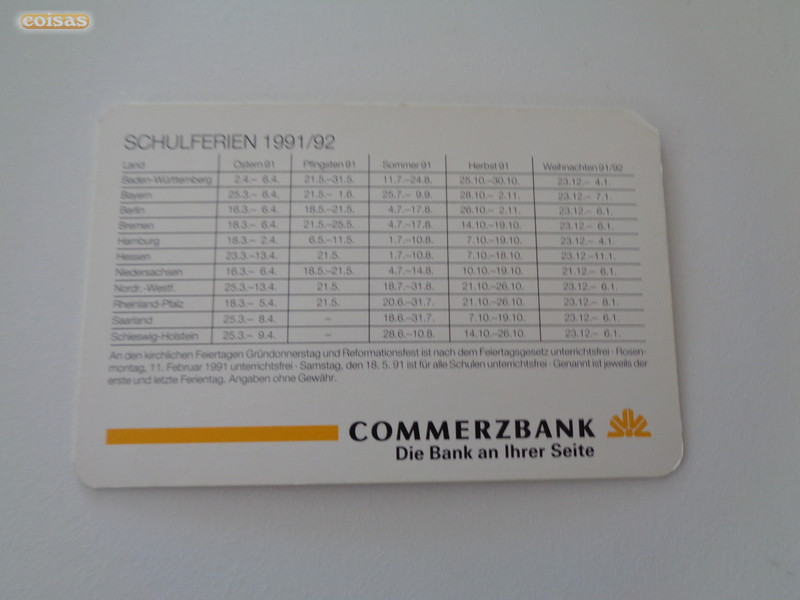 coisas
SCHULFERIEN 1991/92
Land Ostern 91 Pfingsten 91 Sommer 91 Herbst 91 Weihnachten 91/92
Baden-Württemberg 2.4.– 6.4. 21.5.–31.5. 11.7.–24.8. 25.10.–30.10. 23.12.– 4.1.
Bayern 25.3.– 6.4. 21.5.– 1.6. 25.7.– 9.9. 28.10.– 2.11. 23.12.– 7.1.
Berlin 16.3.– 6.4. 18.5.–21.5. 4.7.–17.8. 26.10.– 2.11. 23.12.– 6.1.
Bremen 18.3.– 6.4. 21.5.–25.5. 4.7.–17.8. 14.10.–19.10. 23.12.– 6.1.
Hamburg 18.3.– 2.4. 6.5.–11.5. 1.7.–10.8. 7.10.–19.10. 23.12.– 4.1.
Hessen 23.3.–13.4. 21.5. 1.7.–10.8. 7.10.–18.10. 23.12.–11.1.
Niedersachsen 16.3.– 6.4. 18.5.–21.5. 4.7.–14.8. 10.10.–19.10. 21.12.– 6.1.
Nordr.-Westf. 25.3.–13.4. 21.5. 18.7.–31.8. 21.10.–26.10. 23.12.– 6.1.
Rheinland-Pfalz 18.3.– 5.4. 21.5. 20.6.–31.7. 21.10.–26.10. 23.12.– 8.1.
Saarland 25.3.– 8.4. – 18.6.–31.7. 7.10.–19.10. 23.12.– 6.1.
Schleswig-Holstein 25.3.– 9.4. – 28.6.–10.8. 14.10.–26.10. 23.12.– 6.1.
An den kirchlichen Feiertagen Gründonnerstag und Reformationsfest ist nach dem Feiertagsgesetz unterrichtsfrei · Rosen-
montag, 11. Februar 1991 unterrichtsfrei · Samstag, den 18. 5. 91 ist für alle Schulen unterrichtsfrei · Genannt ist jeweils der
erste und letzte Ferientag. Angaben ohne Gewähr.
COMMERZBANK
Die Bank an Ihrer Seite